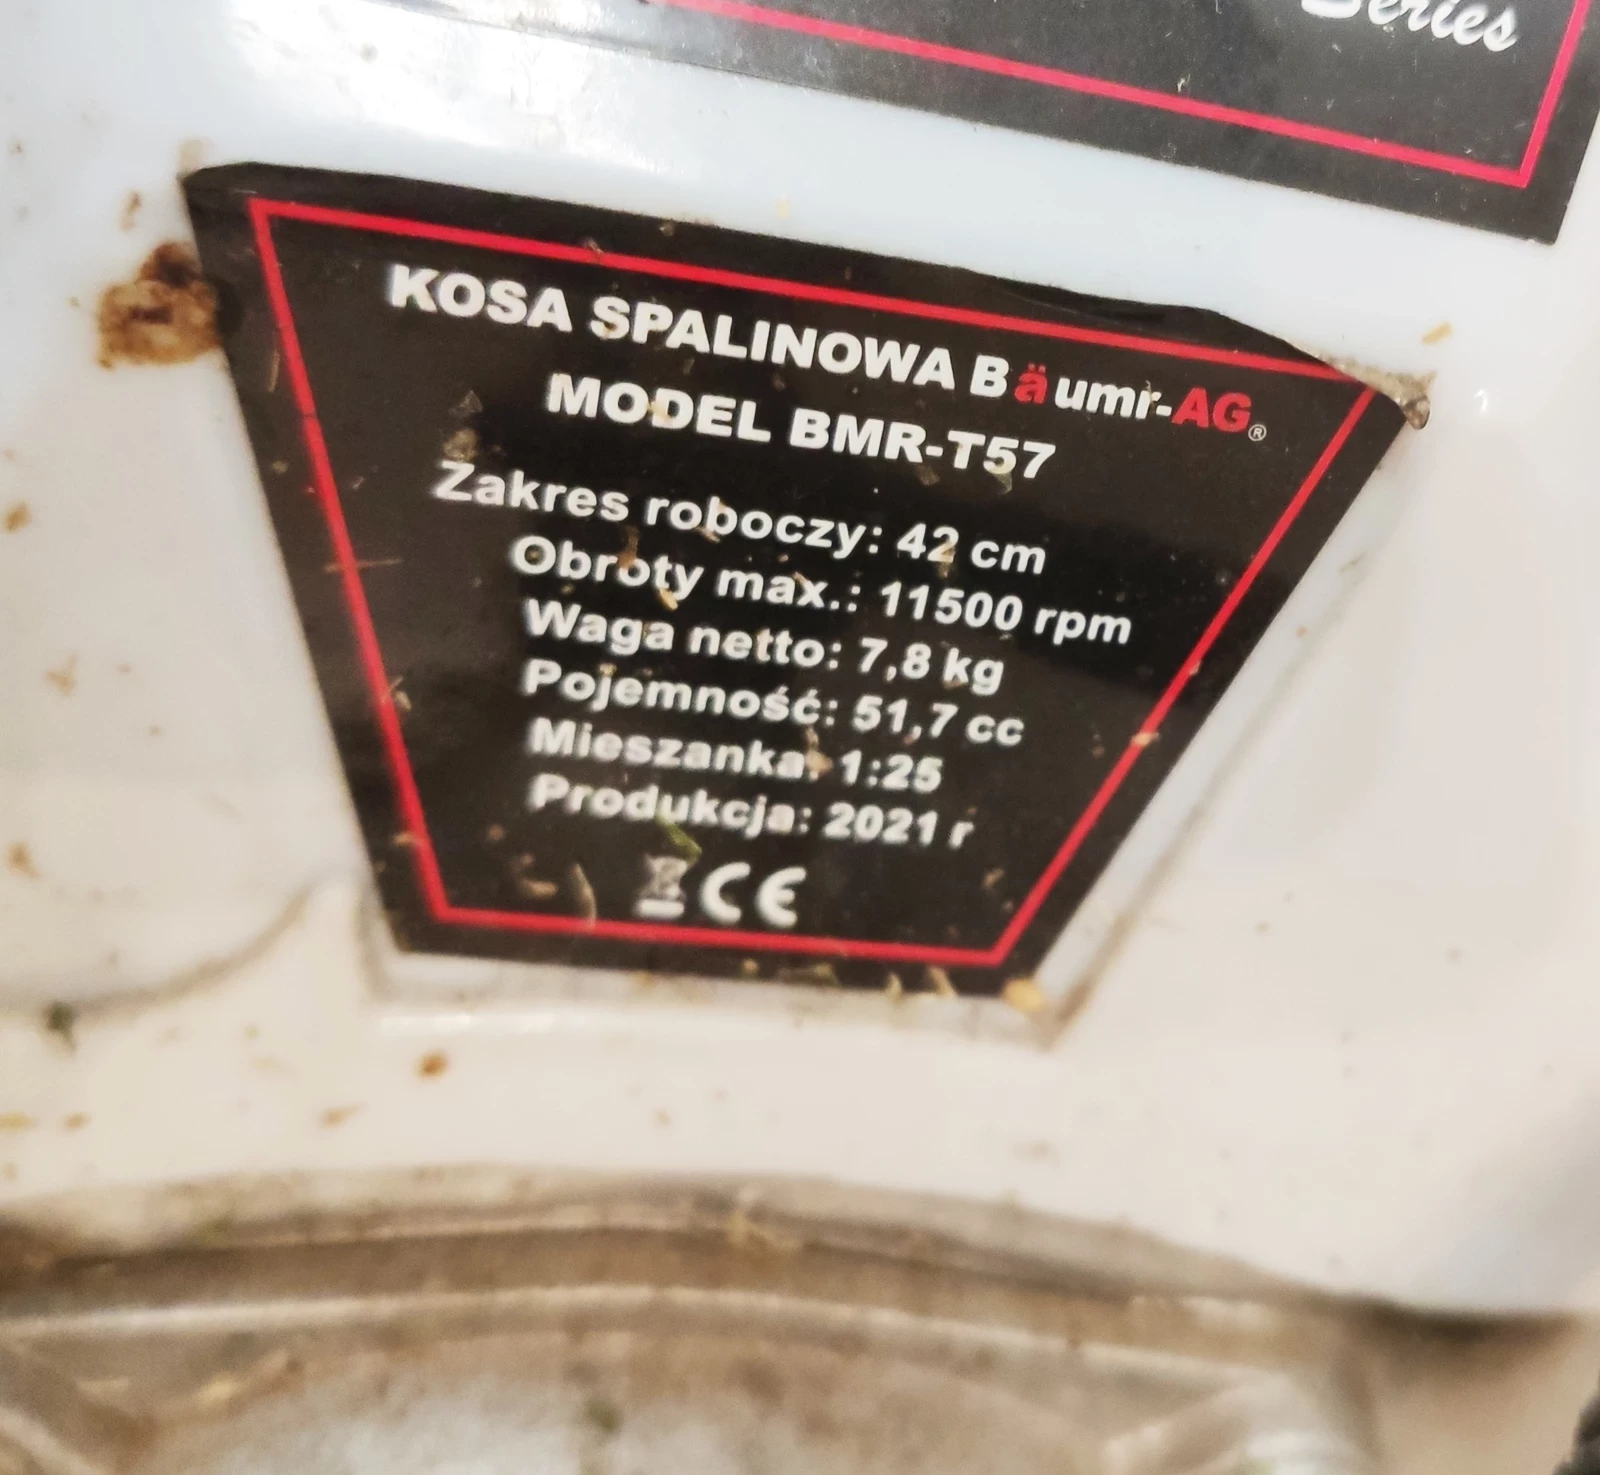 Series
KOSA SPALINOWA Bäumr-AG®
MODEL BMR-T57
Zakres roboczy: 42 cm
Obroty max.: 11500 rpm
Waga netto: 7,8 kg
Pojemność: 51,7 cc
Mieszanka: 1:25
Produkcja: 2021 r
CE